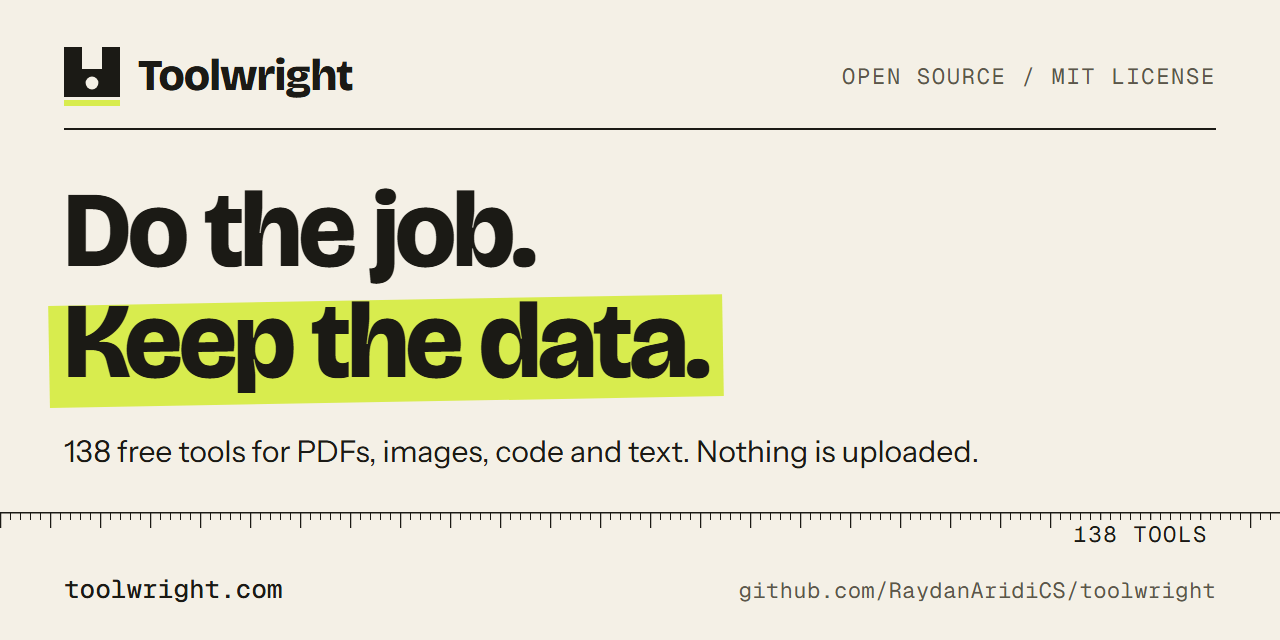 Toolwright
OPEN SOURCE / MIT LICENSE
Do the job.
Keep the data.
138 free tools for PDFs, images, code and text. Nothing is uploaded.
138 TOOLS
toolwright.com
github.com/RaydanAridiCS/toolwright